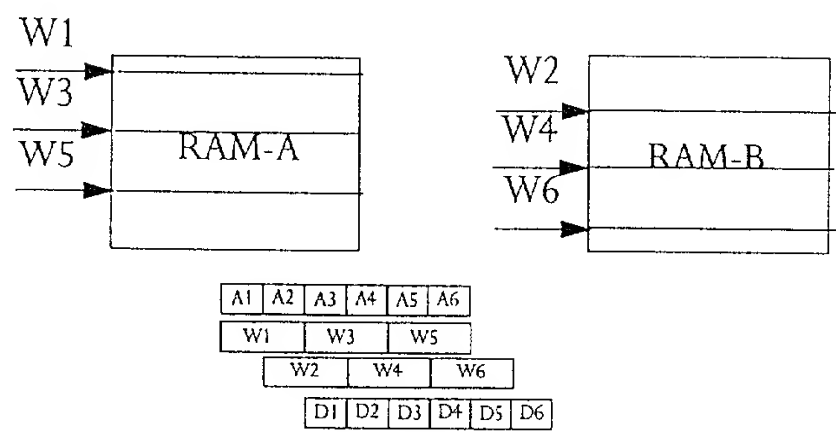 W1
W3
W5
RAM-A
W2
W4
W6
RAM-B
A1 A2 A3 A4 A5 A6
W1 W3 W5
W2 W4 W6
D1 D2 D3 D4 D5 D6